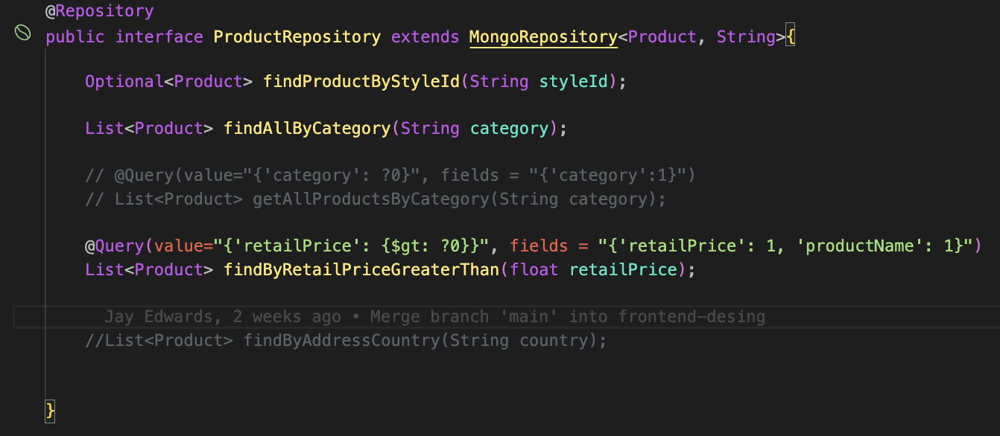 @Repository
public interface ProductRepository extends MongoRepository<Product, String>{
Optional<Product> findProductByStyleId(String styleId);
List<Product> findAllByCategory(String category);
// @Query(value="{'category': ?0}", fields = "{'category':1}")
// List<Product> getAllProductsByCategory(String category);
@Query(value="{'retailPrice': {$gt: ?0}}", fields = "{'retailPrice': 1, 'productName': 1}")
List<Product> findByRetailPriceGreaterThan(float retailPrice);
Jay Edwards, 2 weeks ago • Merge branch 'main' into frontend-desing
//List<Product> findByAddressCountry(String country);
}